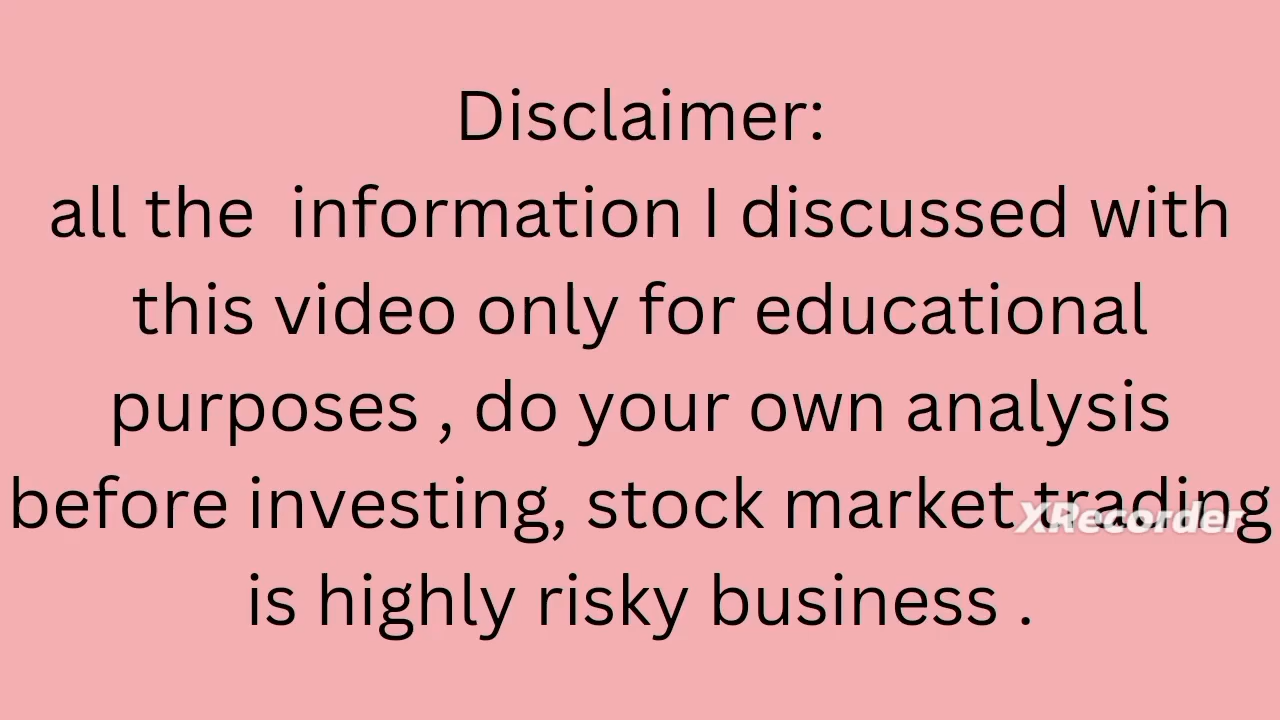 Disclaimer:
all the  information I discussed with
this video only for educational
purposes , do your own analysis
before investing, stock market trading
XRecorder
is highly risky business .